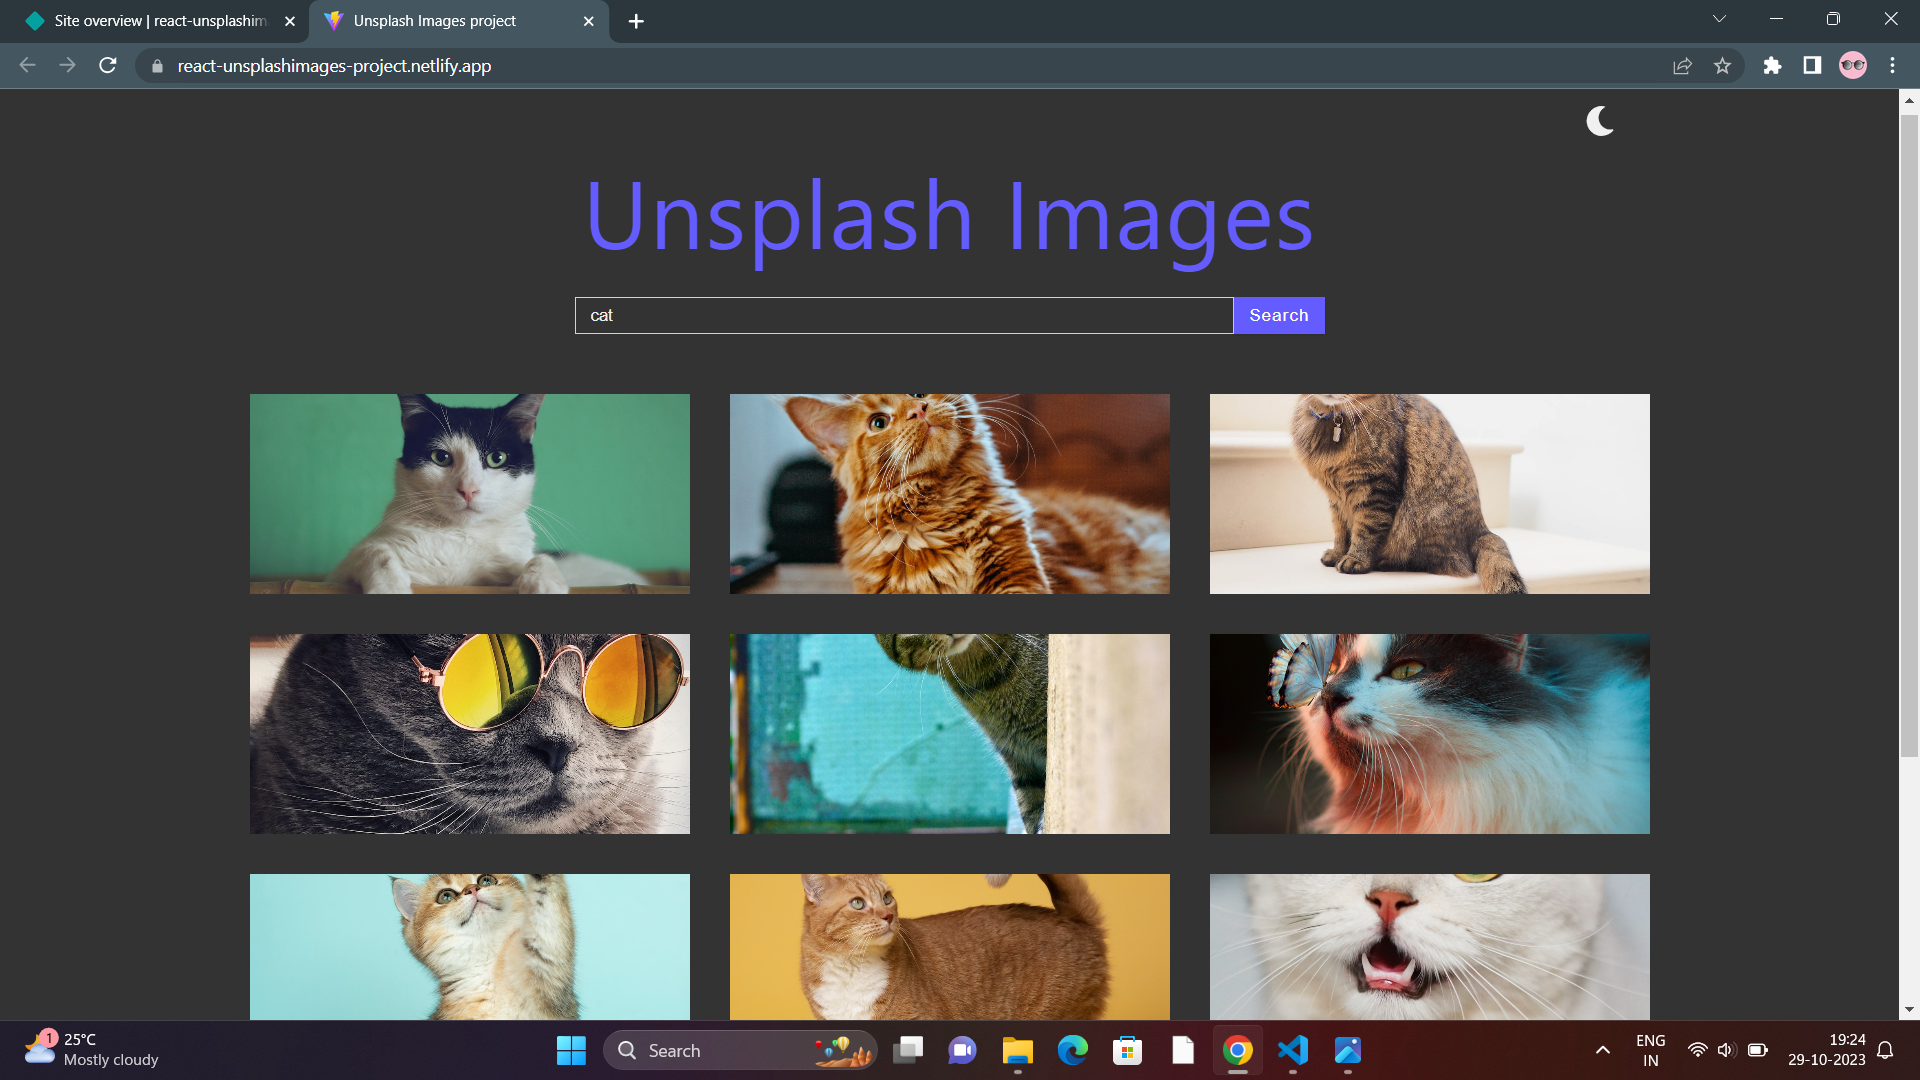 Site overview | react-unsplashim
Unsplash Images project
react-unsplashimages-project.netlify.app
Unsplash Images
cat
Search
1
25°C
Mostly cloudy
Search
ENG
IN
19:24
29-10-2023